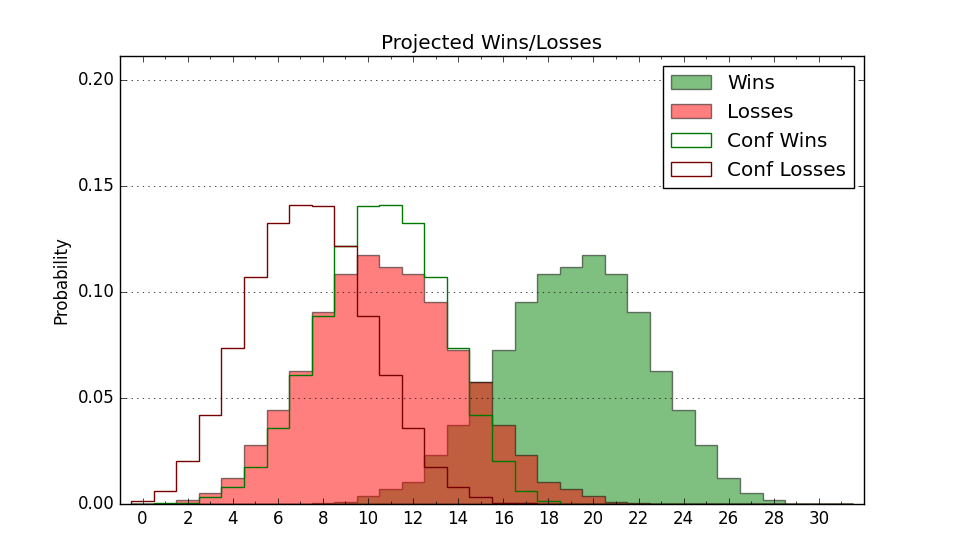 Projected Wins/Losses
Wins
Losses
Conf Wins
Conf Losses
Probability
0.20
0.15
0.10
0.05
0.00
0 2 4 6 8 10 12 14 16 18 20 22 24 26 28 30